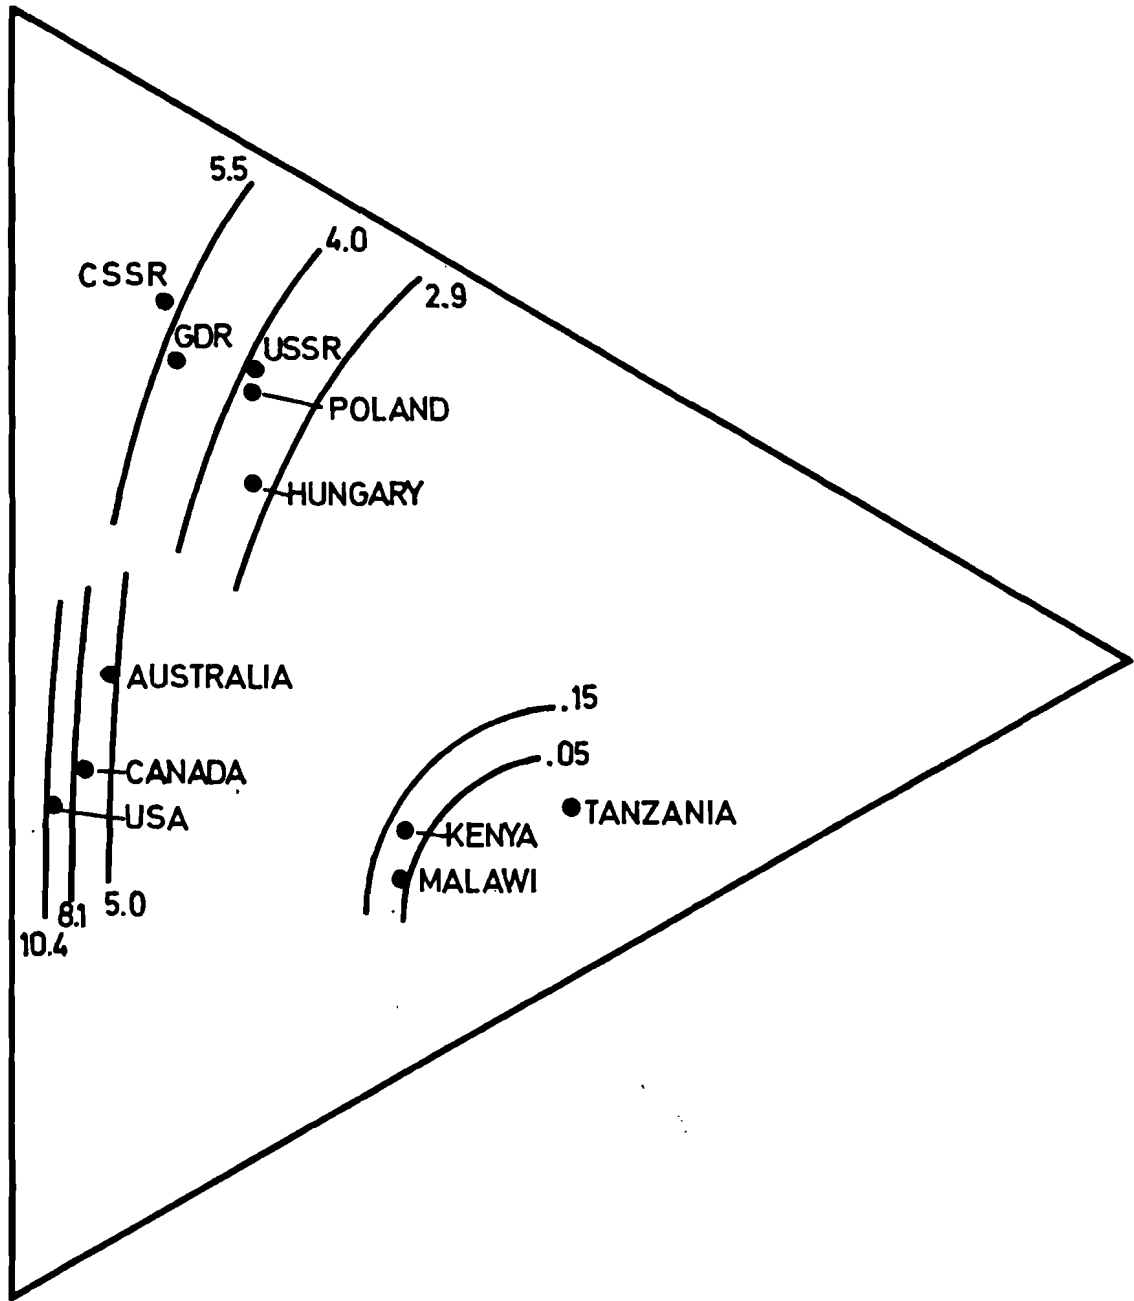 5.5
4.0
CSSR
2.9
GDR
USSR
POLAND
HUNGARY
AUSTRALIA
.15
.05
CANADA
TANZANIA
USA
KENYA
MALAWI
5.0
8.1
10.4